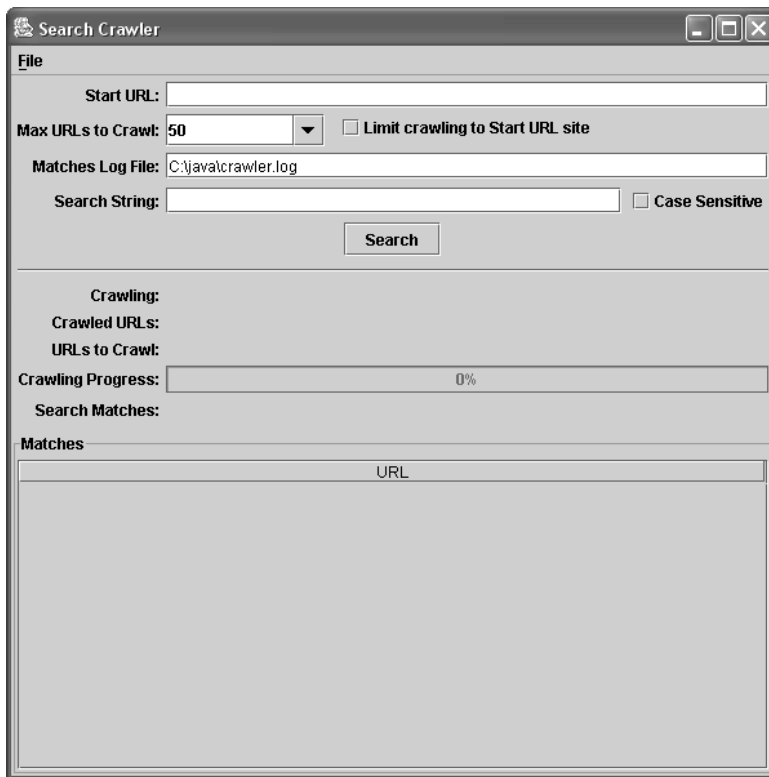 Search Crawler
File
Start URL:
Max URLs to Crawl: 50 Limit crawling to Start URL site
Matches Log File: C:\java\crawler.log
Search String: Case Sensitive
Search
Crawling:
Crawled URLs:
URLs to Crawl:
Crawling Progress: 0%
Search Matches:
Matches
URL